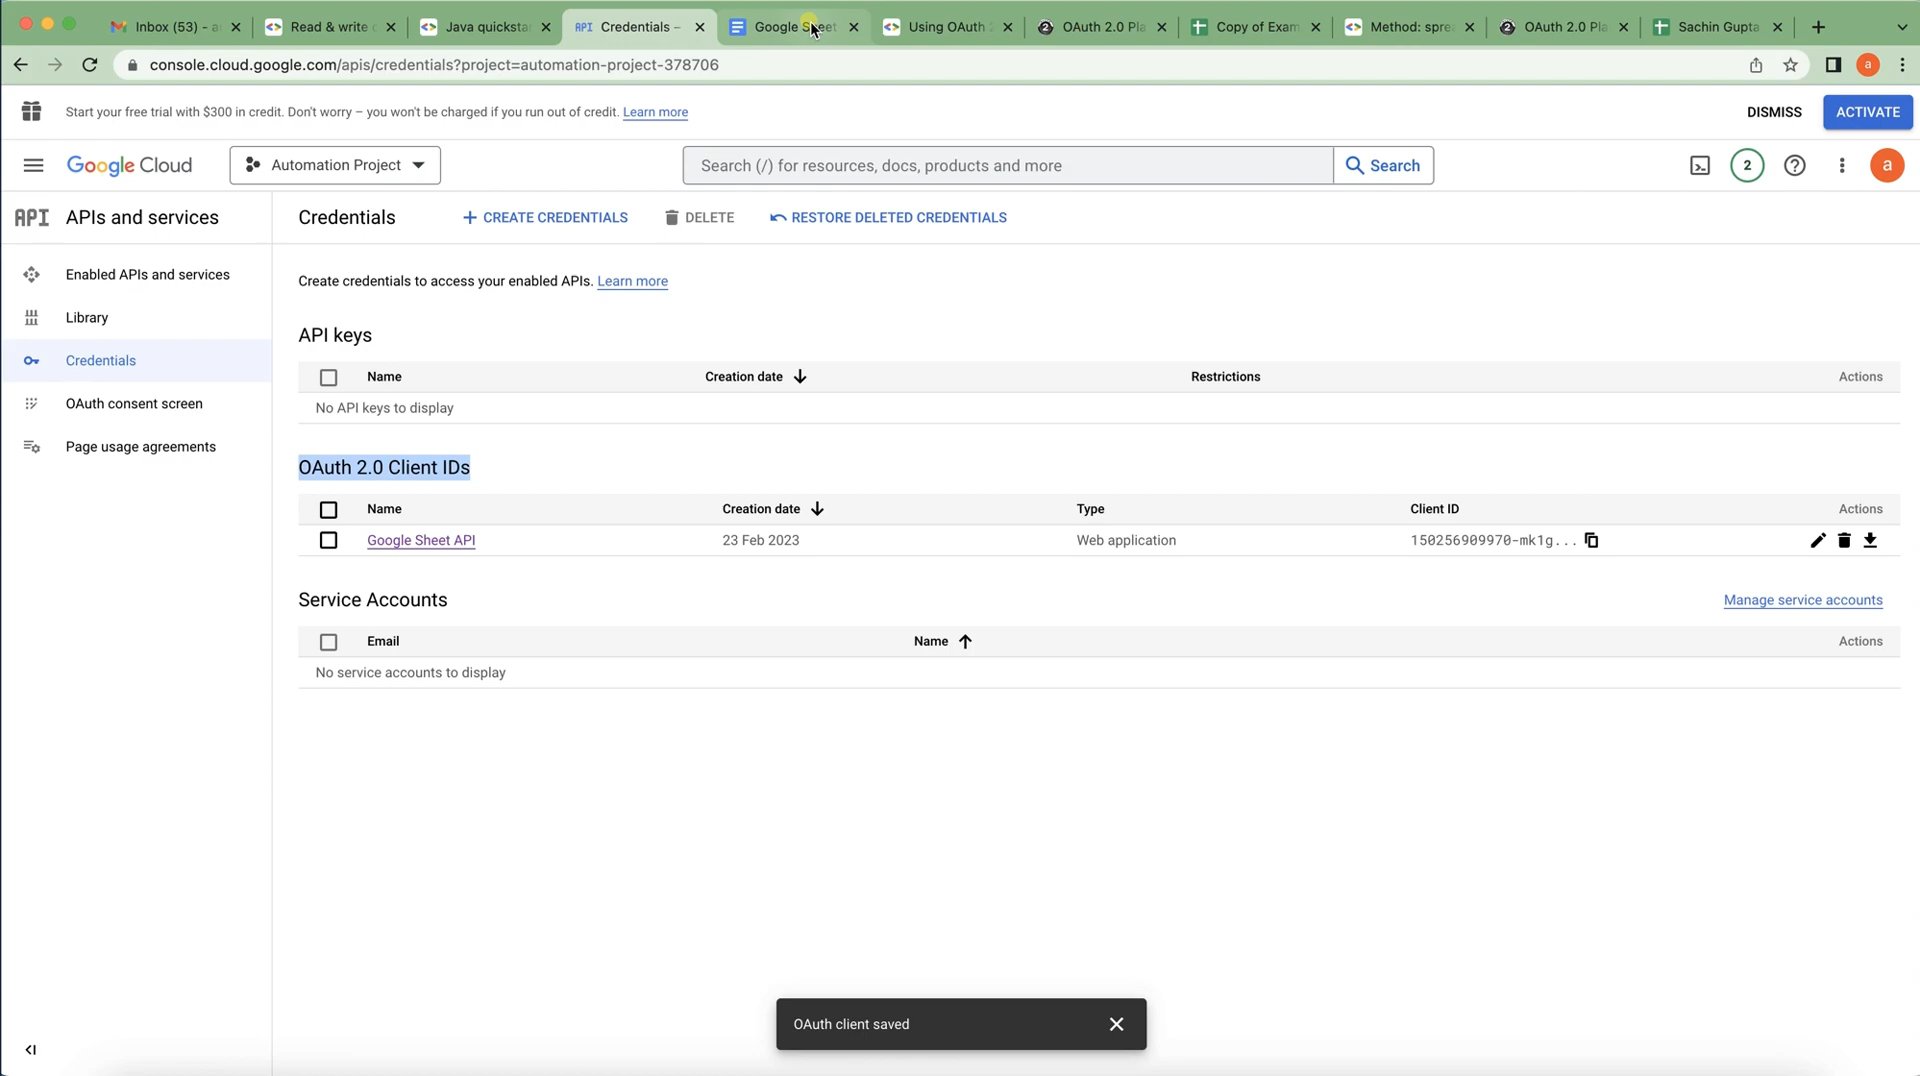 Inbox (53) - a
Read & write c
Java quicksta
API Credentials –
Google Sheet
Using OAuth 2
OAuth 2.0 Pla
Copy of Exam
Method: spre
OAuth 2.0 Pla
Sachin Gupta
console.cloud.google.com/apis/credentials?project=automation-project-378706
a
Start your free trial with $300 in credit. Don't worry – you won't be charged if you run out of credit. Learn more
DISMISS
ACTIVATE
Google Cloud
Automation Project
Search (/) for resources, docs, products and more
Search
2
a
API APIs and services
Credentials
CREATE CREDENTIALS
DELETE
RESTORE DELETED CREDENTIALS
Enabled APIs and services
Library
Credentials
OAuth consent screen
Page usage agreements
Create credentials to access your enabled APIs. Learn more
API keys
Name Creation date Restrictions Actions
No API keys to display
OAuth 2.0 Client IDs
Name Creation date Type Client ID Actions
Google Sheet API 23 Feb 2023 Web application 150256909970-mk1g...
Service Accounts
Manage service accounts
Email Name Actions
No service accounts to display
OAuth client saved